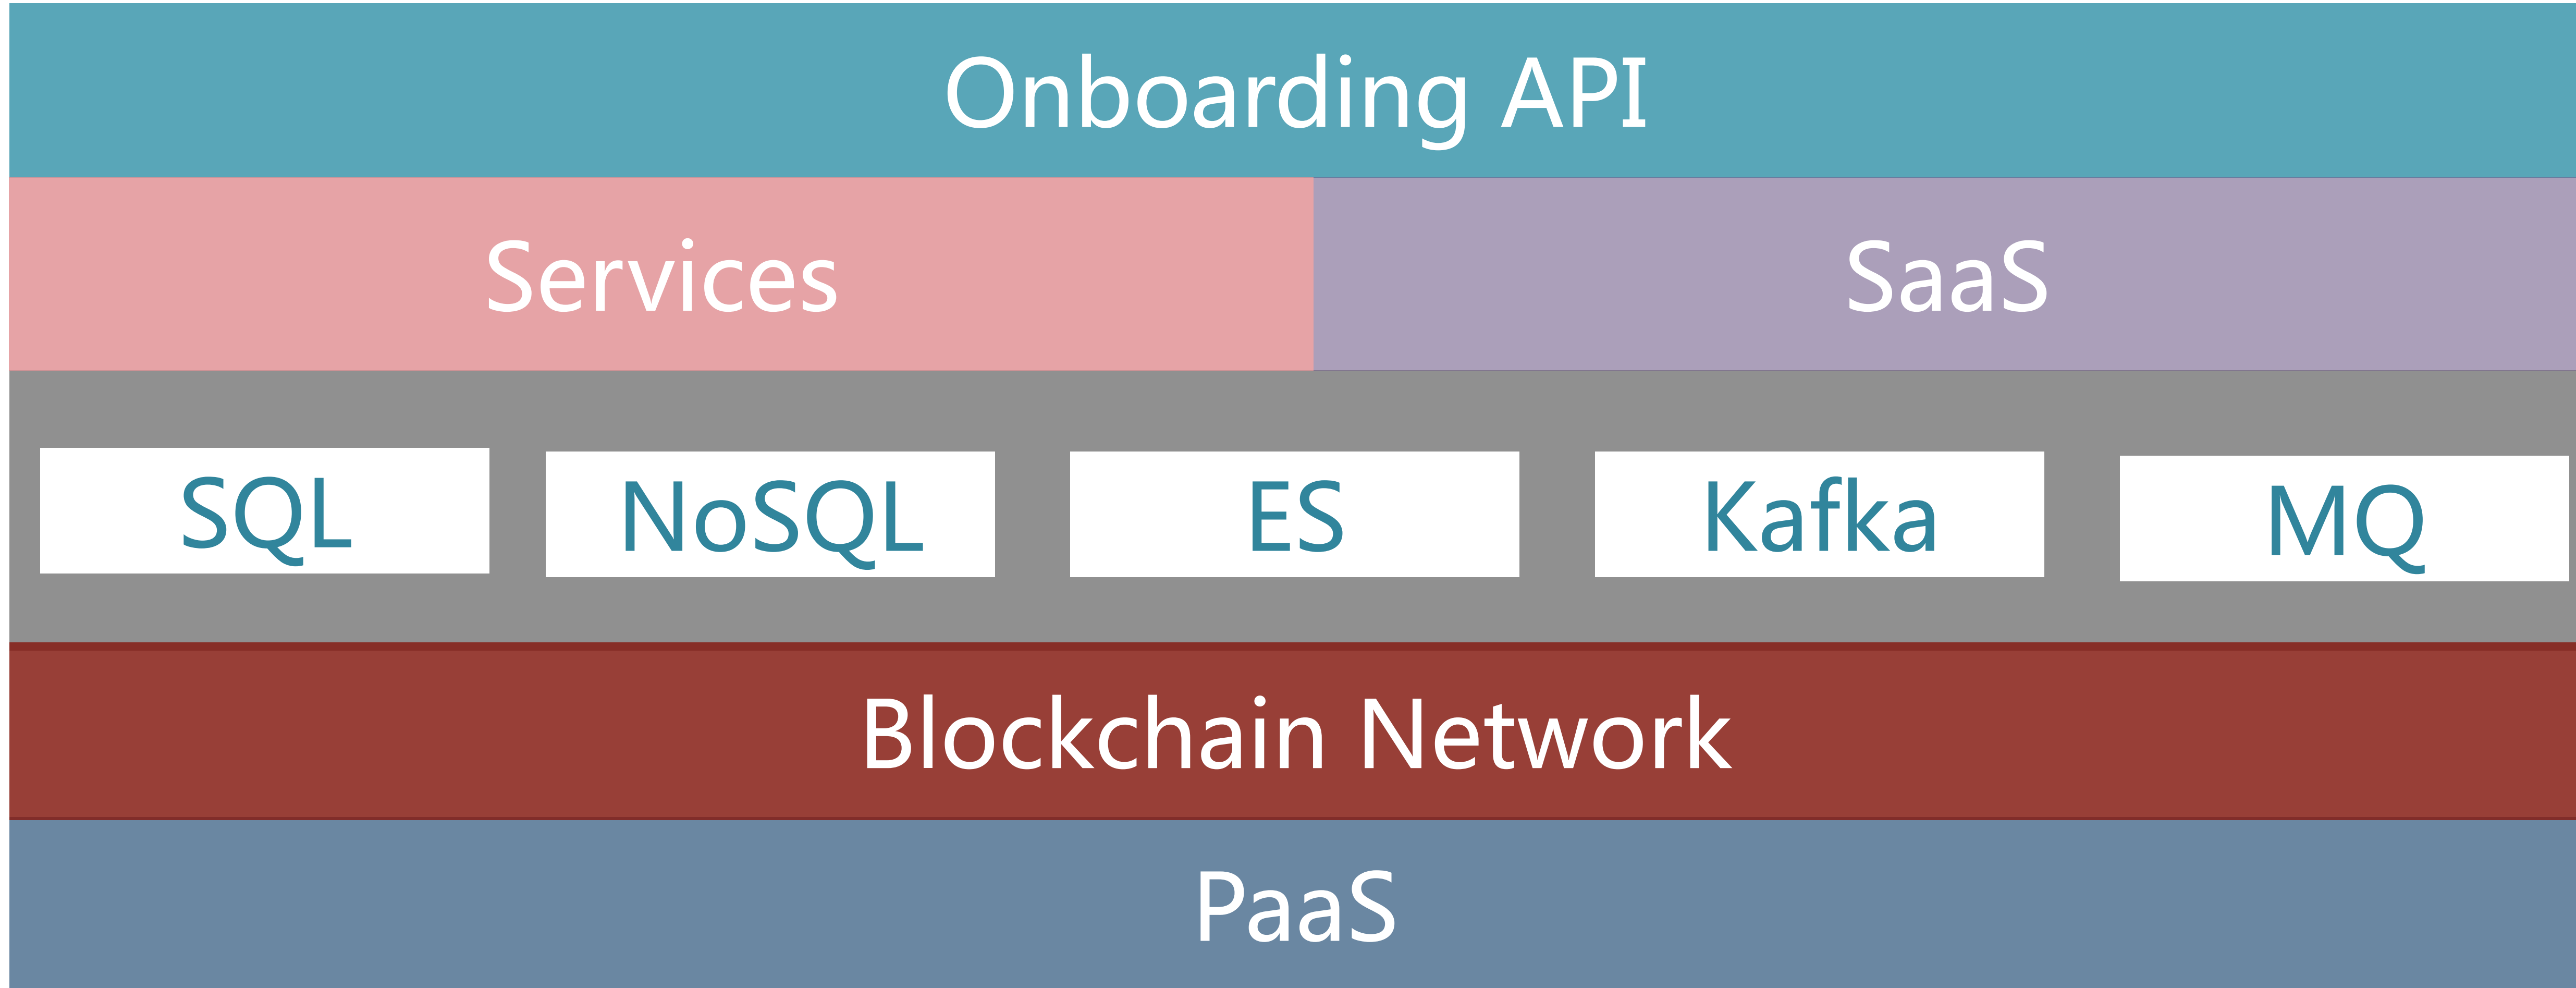 Onboarding API
Services SaaS
SQL NoSQL ES Kafka MQ
Blockchain Network
PaaS